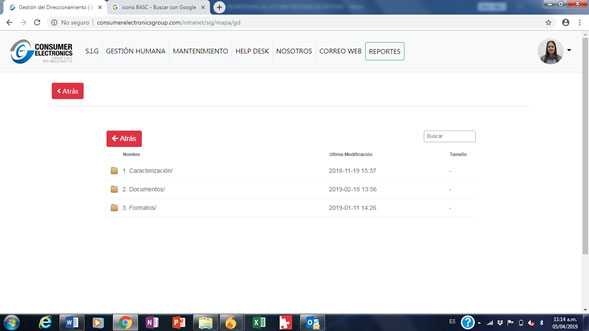 Gestión del Direccionamiento | S
icono BASC - Buscar con Google
No seguro | consumerelectronicsgroup.com/intranet/sig/mapa/gd
CONSUMER
ELECTRONICS
S.I.G GESTIÓN HUMANA MANTENIMIENTO HELP DESK NOSOTROS CORREO WEB REPORTES
Atrás
Atrás
Buscar
Nombre Ultima Modificación Tamaño
1. Caracterización/ 2018-11-19 15:37 -
2. Documentos/ 2019-02-18 13:56 -
3. Formatos/ 2019-01-11 14:26 -
ES
11:14 a.m.
05/04/2019